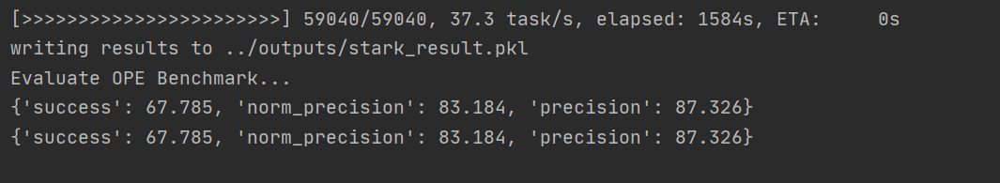 [>>>>>>>>>>>>>>>>>>>>>>>] 59040/59040, 37.3 task/s, elapsed: 1584s, ETA:     0s
writing results to ../outputs/stark_result.pkl
Evaluate OPE Benchmark...
{'success': 67.785, 'norm_precision': 83.184, 'precision': 87.326}
{'success': 67.785, 'norm_precision': 83.184, 'precision': 87.326}